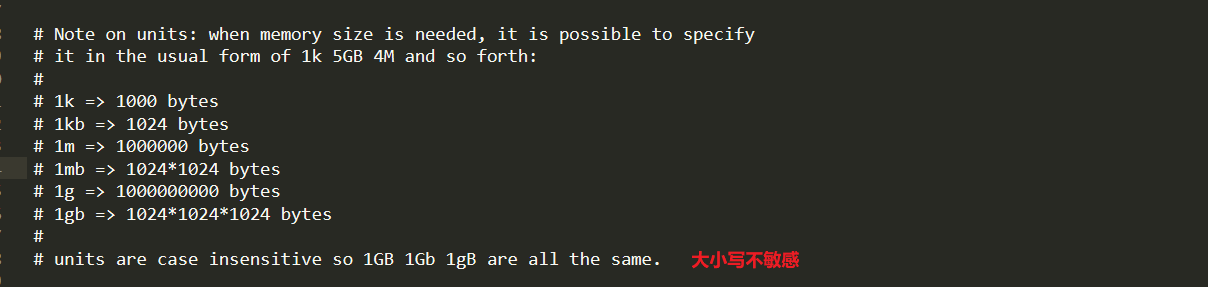 # Note on units: when memory size is needed, it is possible to specify
# it in the usual form of 1k 5GB 4M and so forth:
#
# 1k => 1000 bytes
# 1kb => 1024 bytes
# 1m => 1000000 bytes
# 1mb => 1024*1024 bytes
# 1g => 1000000000 bytes
# 1gb => 1024*1024*1024 bytes
#
# units are case insensitive so 1GB 1Gb 1gB are all the same. 大小写不敏感